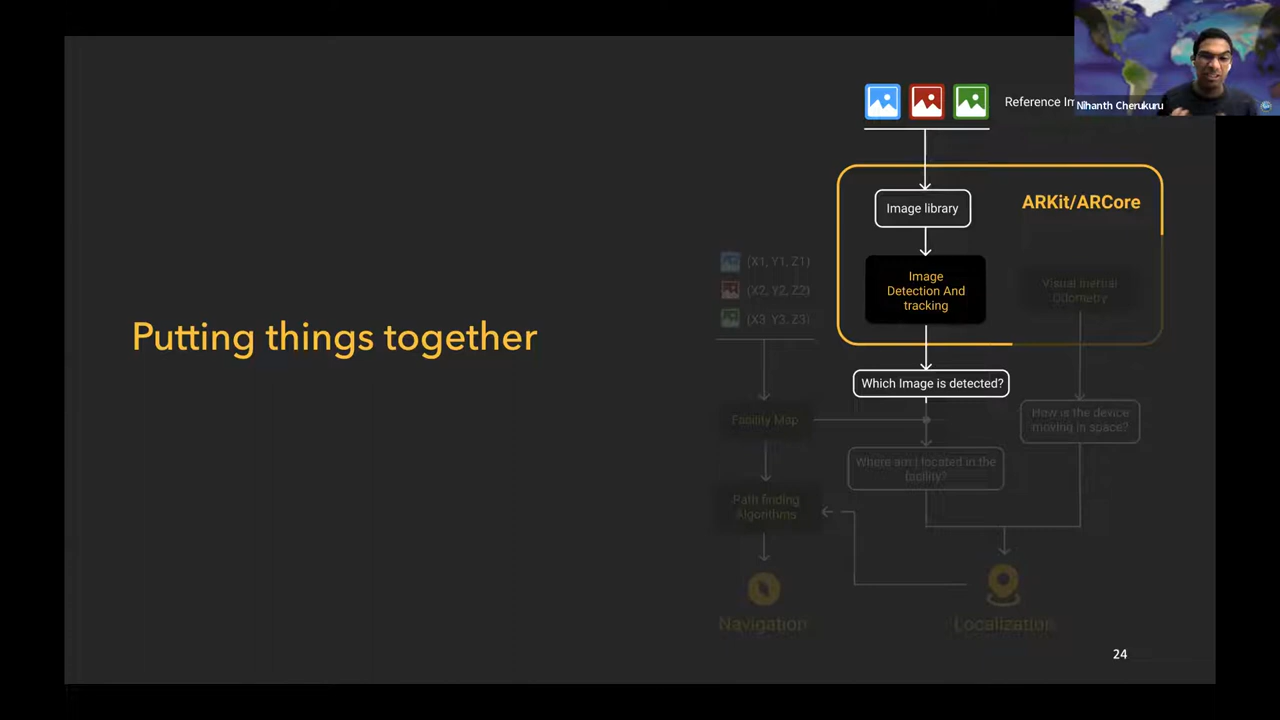 Reference Im
Nihanth Cherukuru
Image library
ARKit/ARCore
(X1, Y1, Z1)
(X2, Y2, Z2)
(X3, Y3, Z3)
Image
Detection And
tracking
Visual Inertial
Odometry
Putting things together
Which Image is detected?
Facility Map
How is the device
moving in space?
Where am I located in the
facility?
Path finding
Algorithms
Navigation
Localization
24